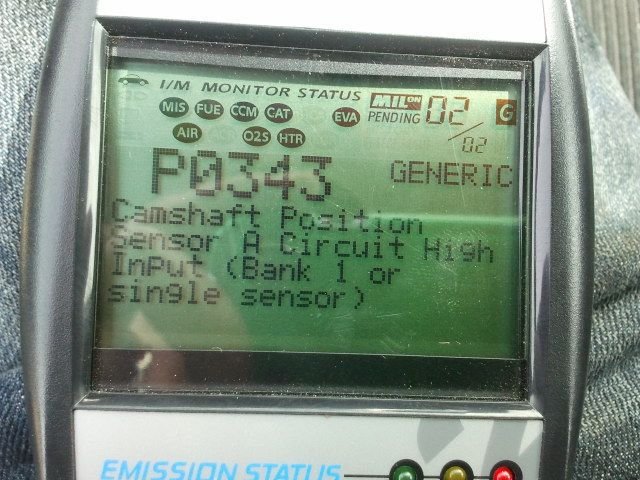 I/M MONITOR STATUS
MIL ON
MIS FUE CCM CAT EVA
PENDING 02/02 G
AIR O2S HTR
P0343 GENERIC
Camshaft Position
Sensor A Circuit High
Input (Bank 1 or
single sensor)
EMISSION STATUS